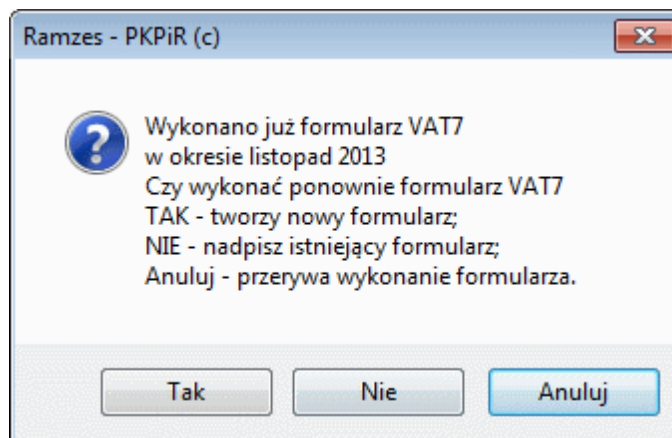 Ramzes - PKPiR (c)
Wykonano już formularz VAT7
w okresie listopad 2013
Czy wykonać ponownie formularz VAT7
TAK - tworzy nowy formularz;
NIE - nadpisz istniejący formularz;
Anuluj - przerywa wykonanie formularza.
Tak
Nie
Anuluj